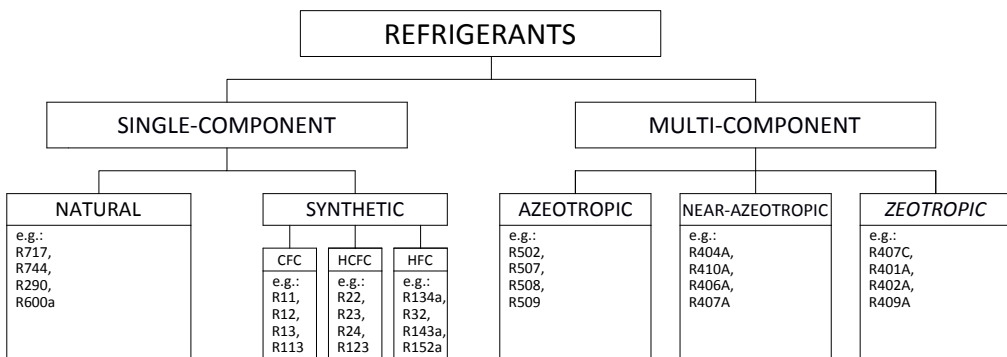 REFRIGERANTS
SINGLE-COMPONENT
MULTI-COMPONENT
NATURAL
e.g.:
R717,
R744,
R290,
R600a
SYNTHETIC
CFC
e.g.:
R11,
R12,
R13,
R113
HCFC
e.g.:
R22,
R23,
R24,
R123
HFC
e.g.:
R134a,
R32,
R143a,
R152a
AZEOTROPIC
e.g.:
R502,
R507,
R508,
R509
NEAR-AZEOTROPIC
e.g.:
R404A,
R410A,
R406A,
R407A
ZEOTROPIC
e.g.:
R407C,
R401A,
R402A,
R409A